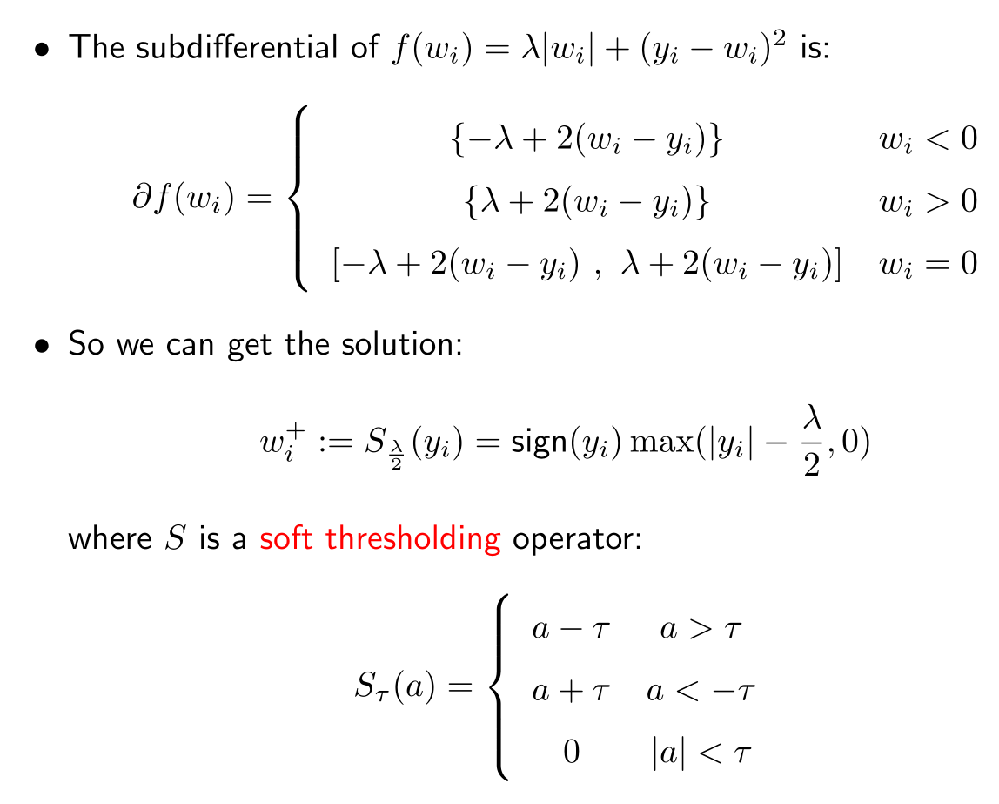 • The subdifferential of $f(w_i) = \lambda|w_i| + (y_i - w_i)^2$ is:
$\partial f(w_i) = \begin{cases} \{-\lambda + 2(w_i - y_i)\} & w_i < 0 \\ \{\lambda + 2(w_i - y_i)\} & w_i > 0 \\ [-\lambda + 2(w_i - y_i) \ , \ \lambda + 2(w_i - y_i)] & w_i = 0 \end{cases}$
• So we can get the solution:
$w_i^+ := S_{\frac{\lambda}{2}}(y_i) = \text{sign}(y_i) \max(|y_i| - \frac{\lambda}{2}, 0)$
where $S$ is a soft thresholding operator:
$S_\tau(a) = \begin{cases} a - \tau & a > \tau \\ a + \tau & a < -\tau \\ 0 & |a| < \tau \end{cases}$